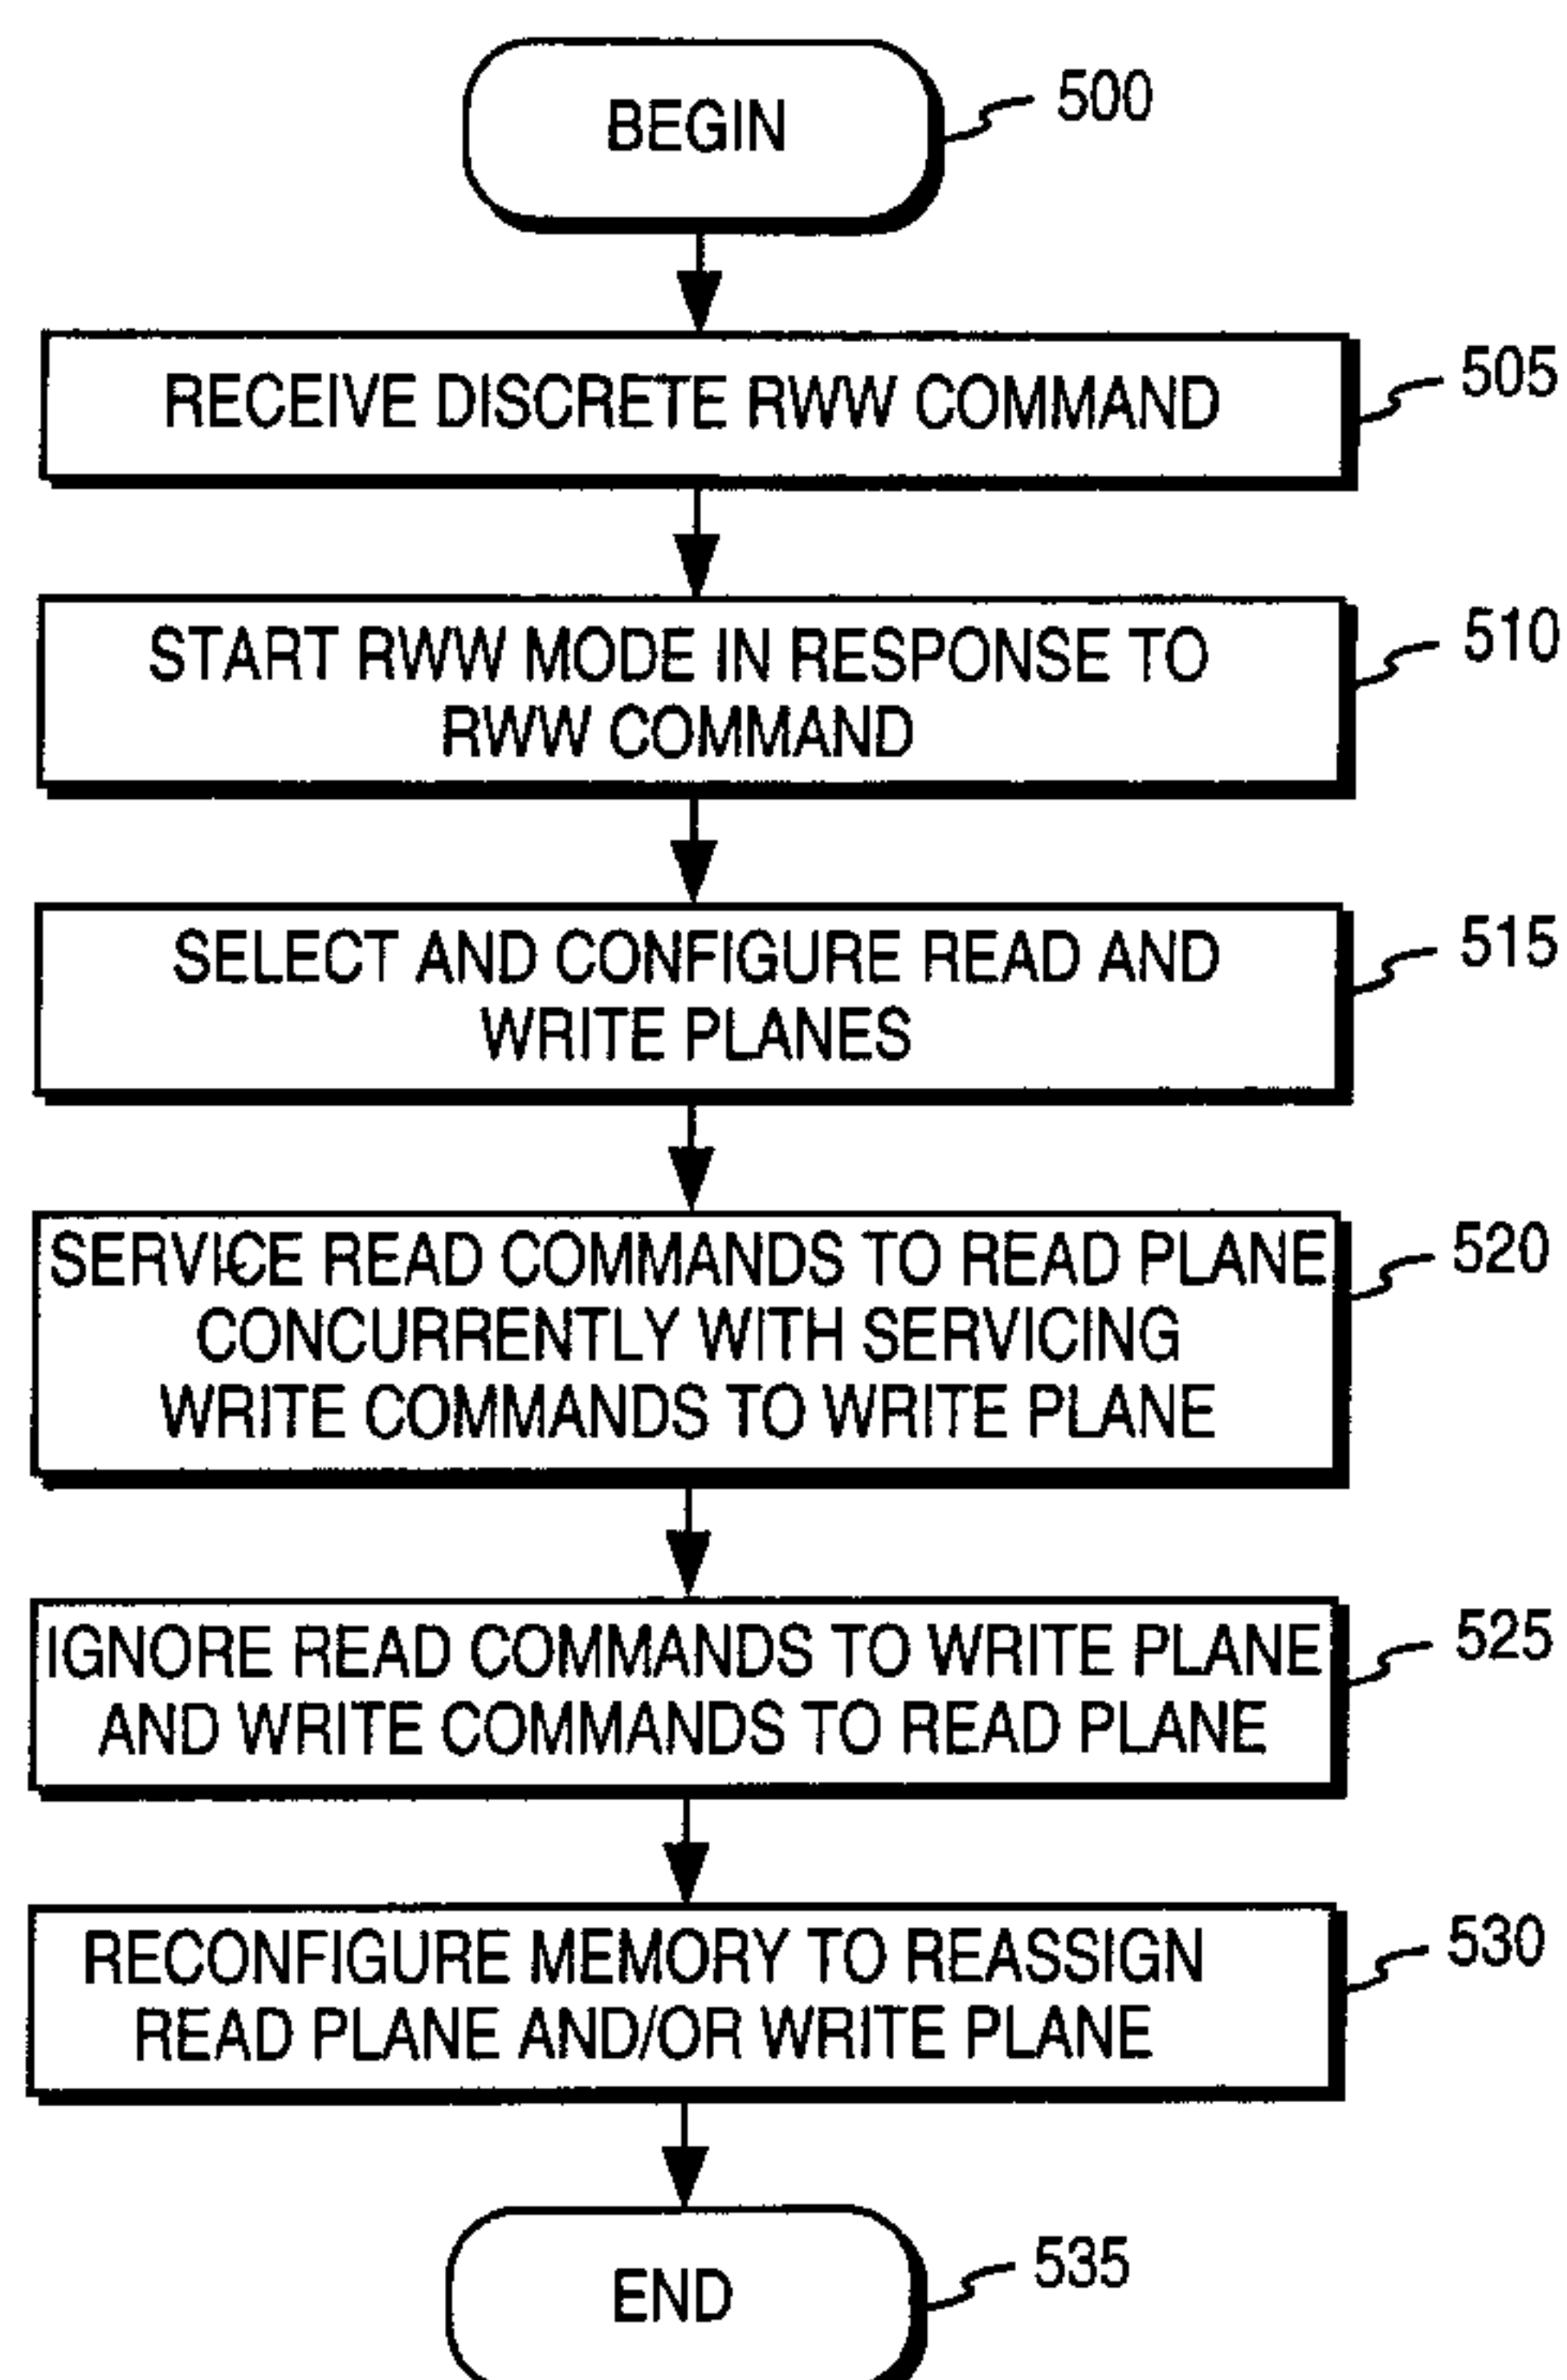 BEGIN
500
RECEIVE DISCRETE RWW COMMAND
505
START RWW MODE IN RESPONSE TO
RWW COMMAND
510
SELECT AND CONFIGURE READ AND
WRITE PLANES
515
SERVICE READ COMMANDS TO READ PLANE
CONCURRENTLY WITH SERVICING
WRITE COMMANDS TO WRITE PLANE
520
IGNORE READ COMMANDS TO WRITE PLANE
AND WRITE COMMANDS TO READ PLANE
525
RECONFIGURE MEMORY TO REASSIGN
READ PLANE AND/OR WRITE PLANE
530
END
535